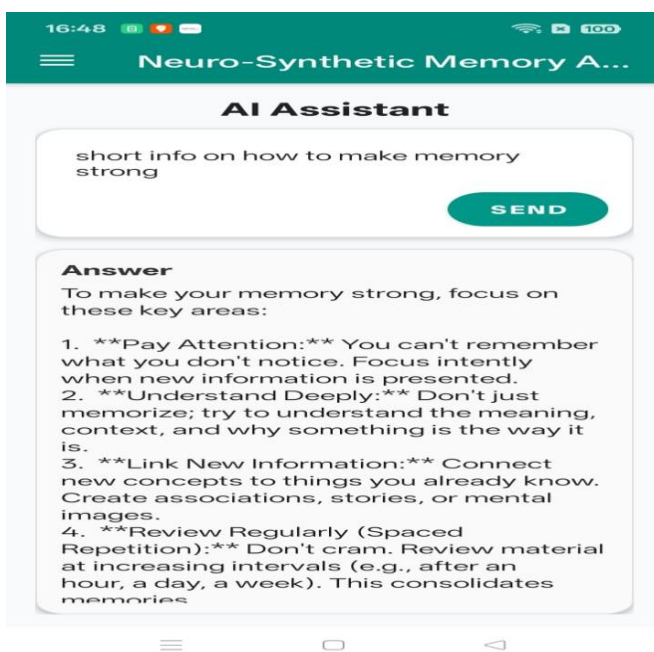 16:48
100
Neuro-Synthetic Memory A...
AI Assistant
short info on how to make memory
strong
SEND
Answer
To make your memory strong, focus on
these key areas:
1. **Pay Attention:** You can't remember
what you don't notice. Focus intently
when new information is presented.
2. **Understand Deeply:** Don't just
memorize; try to understand the meaning,
context, and why something is the way it
is.
3. **Link New Information:** Connect
new concepts to things you already know.
Create associations, stories, or mental
images.
4. **Review Regularly (Spaced
Repetition):** Don't cram. Review material
at increasing intervals (e.g., after an
hour, a day, a week). This consolidates
memories